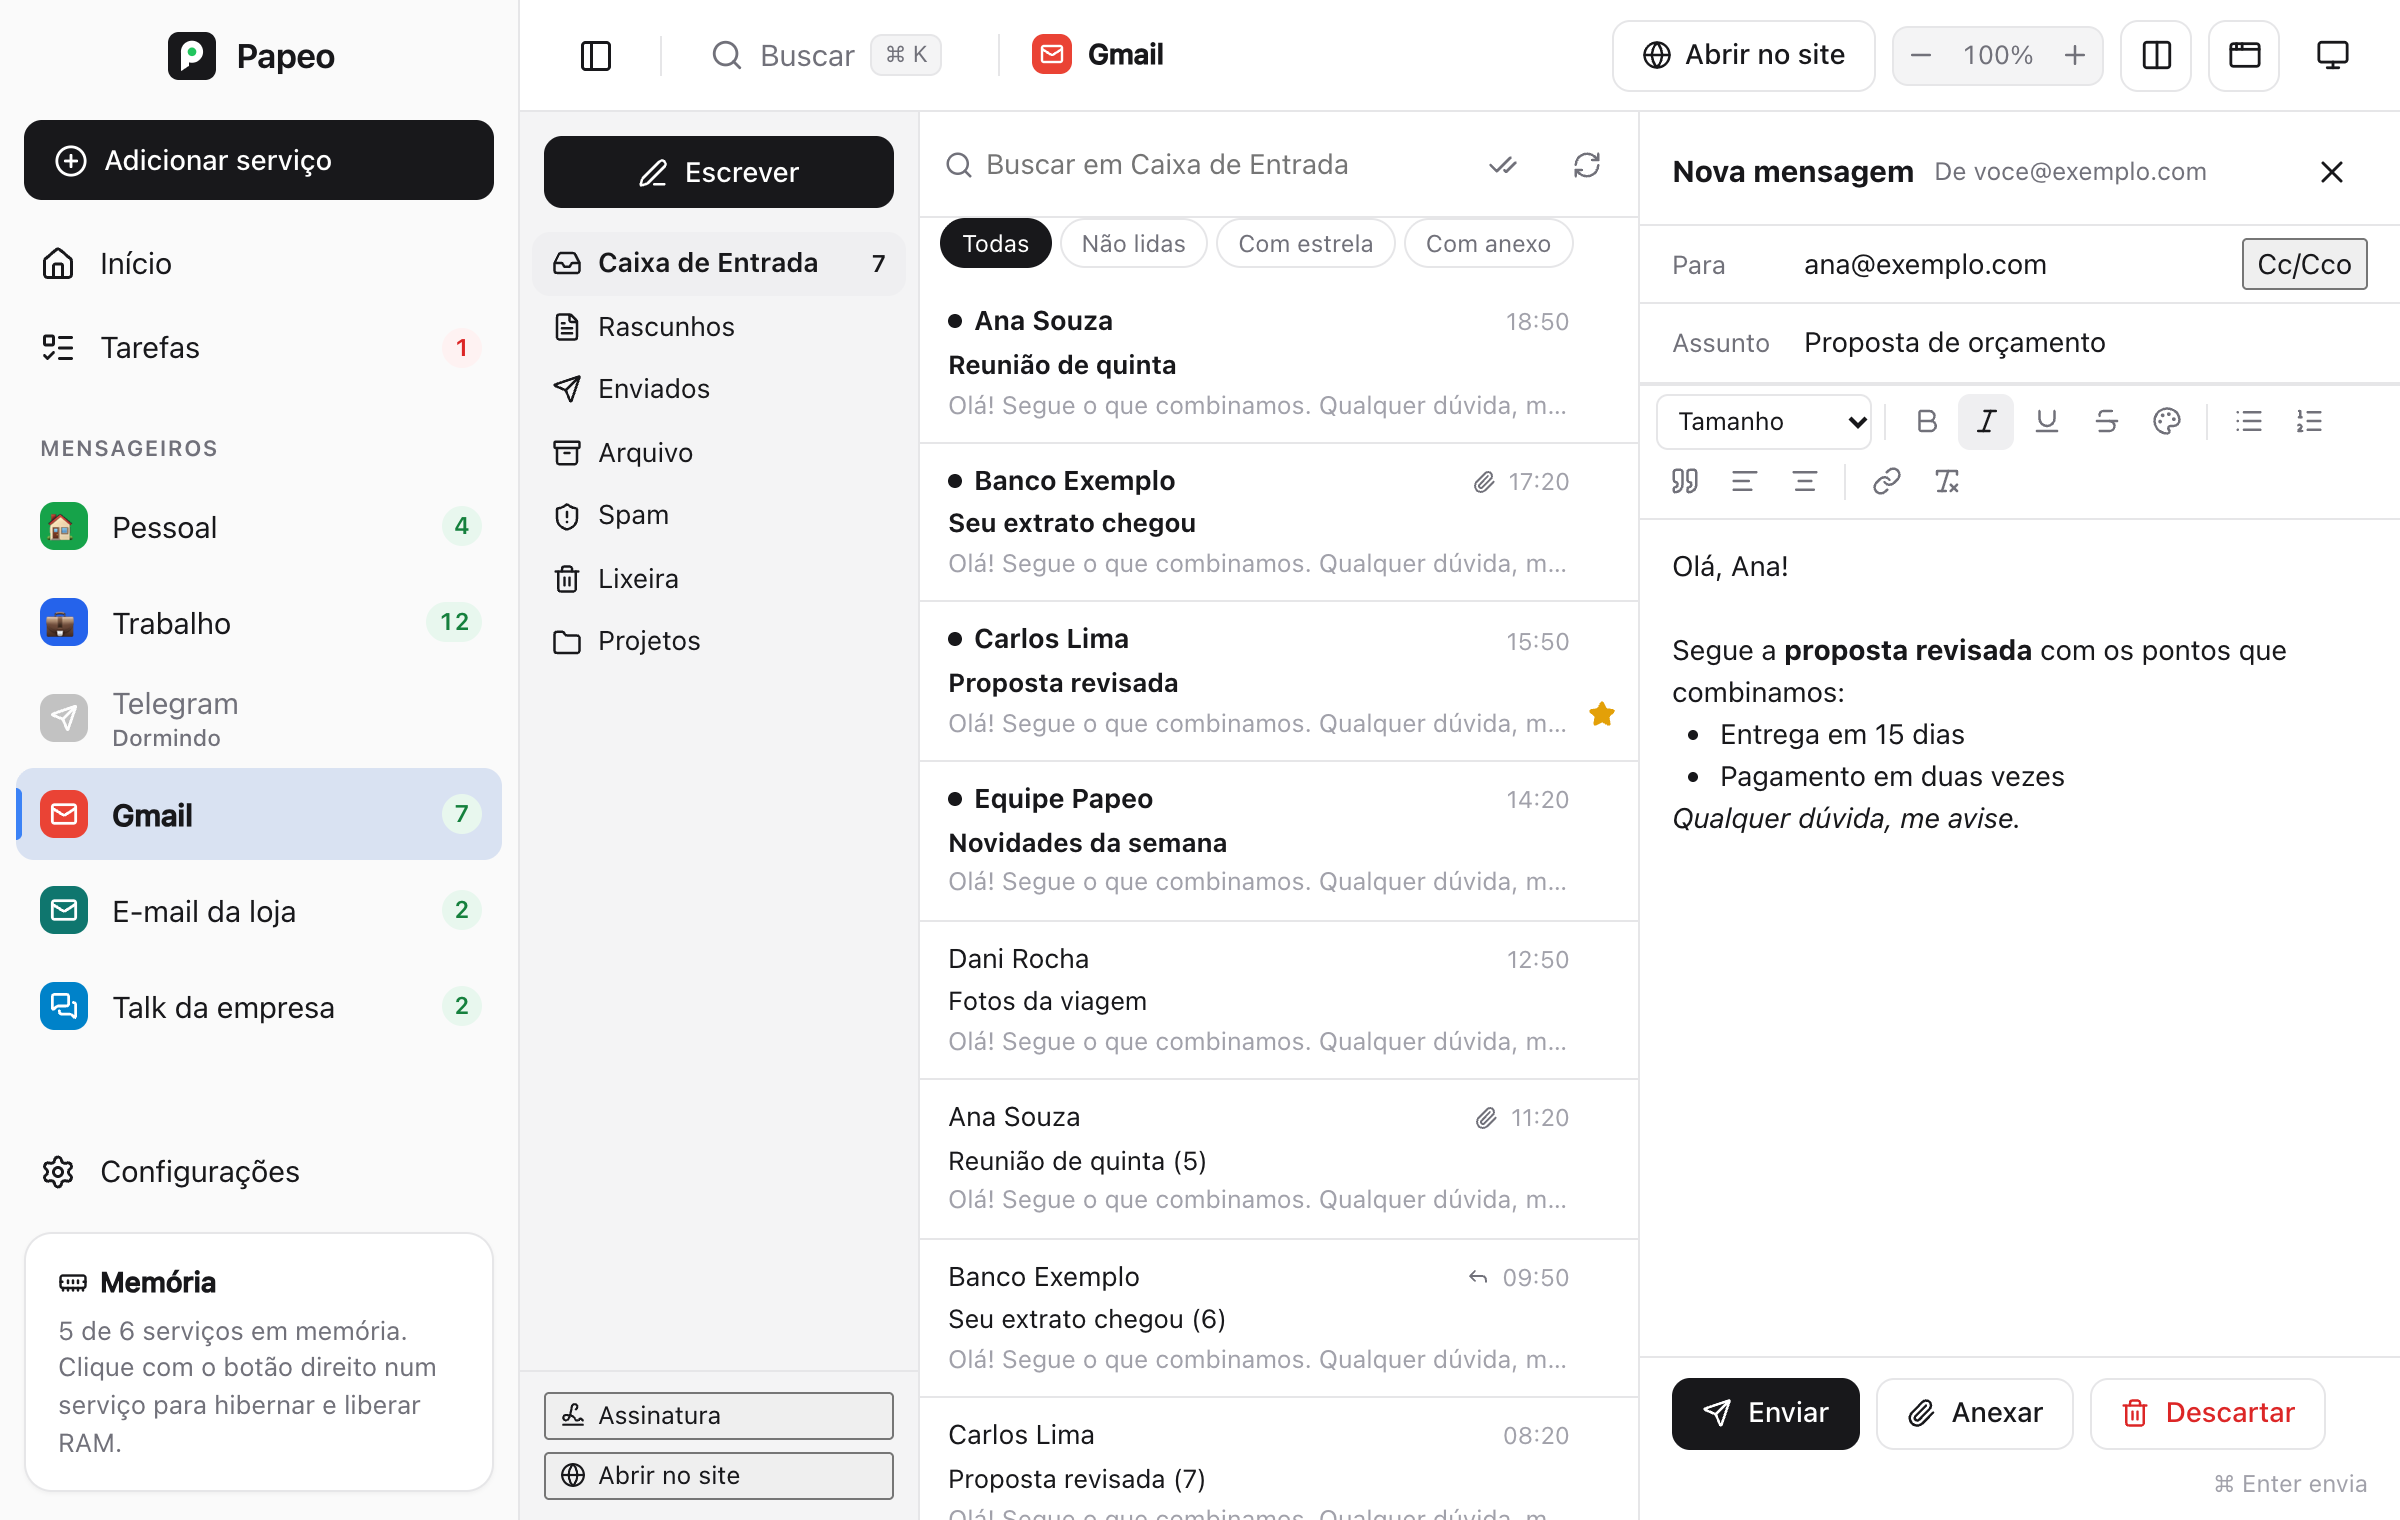 Papeo
Adicionar serviço
Início
Tarefas 1
MENSAGEIROS
Pessoal 4
Trabalho 12
Telegram
Dormindo
Gmail 7
E-mail da loja 2
Talk da empresa 2
Configurações
Memória
5 de 6 serviços em memória.
Clique com o botão direito num
serviço para hibernar e liberar
RAM.
Buscar ⌘ K
Gmail
Abrir no site
100%
Escrever
Caixa de Entrada 7
Rascunhos
Enviados
Arquivo
Spam
Lixeira
Projetos
Assinatura
Abrir no site
Buscar em Caixa de Entrada
Todas Não lidas Com estrela Com anexo
Ana Souza 18:50
Reunião de quinta
Olá! Segue o que combinamos. Qualquer dúvida, m...
Banco Exemplo 17:20
Seu extrato chegou
Olá! Segue o que combinamos. Qualquer dúvida, m...
Carlos Lima 15:50
Proposta revisada
Olá! Segue o que combinamos. Qualquer dúvida, m...
Equipe Papeo 14:20
Novidades da semana
Olá! Segue o que combinamos. Qualquer dúvida, m...
Dani Rocha 12:50
Fotos da viagem
Olá! Segue o que combinamos. Qualquer dúvida, m...
Ana Souza 11:20
Reunião de quinta (5)
Olá! Segue o que combinamos. Qualquer dúvida, m...
Banco Exemplo 09:50
Seu extrato chegou (6)
Olá! Segue o que combinamos. Qualquer dúvida, m...
Carlos Lima 08:20
Proposta revisada (7)
Olá! Segue o que combinamos. Qualquer dúvida, m...
Nova mensagem De voce@exemplo.com
Para ana@exemplo.com Cc/Cco
Assunto Proposta de orçamento
Tamanho
Olá, Ana!
Segue a proposta revisada com os pontos que
combinamos:
• Entrega em 15 dias
• Pagamento em duas vezes
Qualquer dúvida, me avise.
Enviar Anexar Descartar
⌘ Enter envia